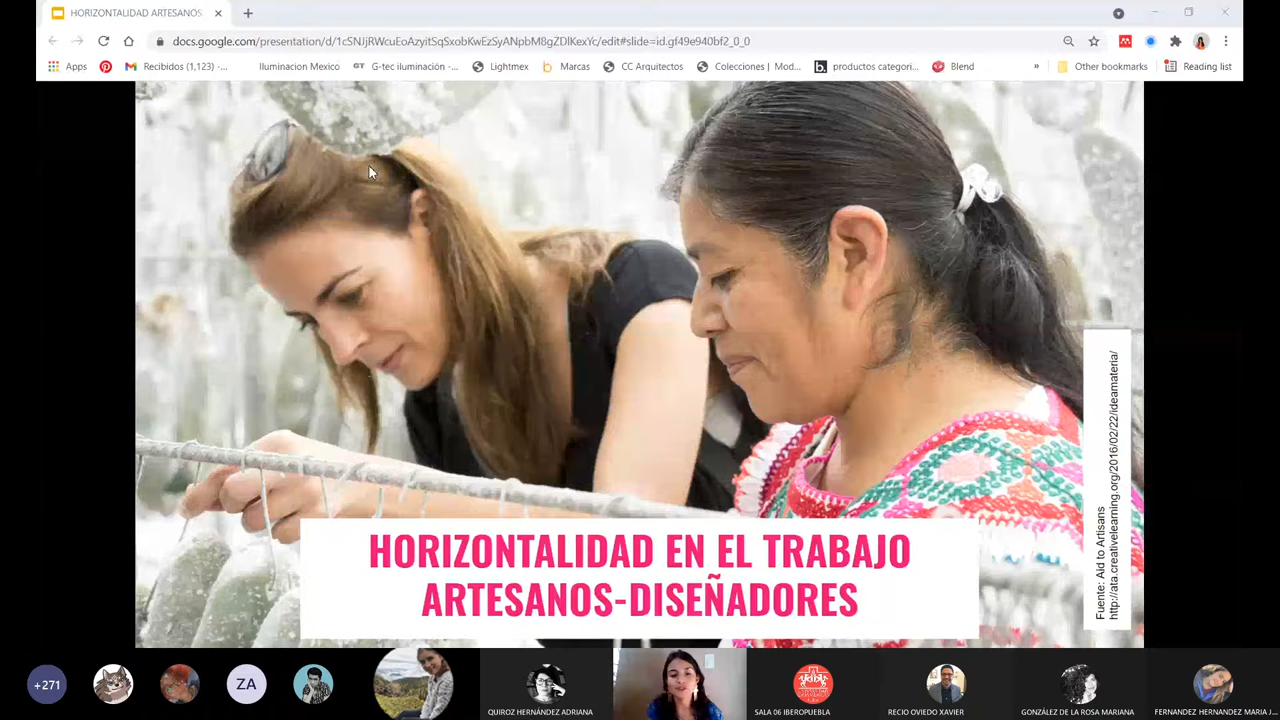 HORIZONTALIDAD ARTESANOS
docs.google.com/presentation/d/1cSNJjRWcuEoAzvitSqSxobKwEzSyANpbM8gZDlKexYc/edit#slide=id.gf49e940bf2_0_0
Apps
Recibidos (1,123) -
Iluminacion Mexico
GT G-tec iluminación -...
Lightmex
Marcas
CC Arquitectos
Colecciones | Mod...
b. productos categori...
Blend
»
Other bookmarks
Reading list
Fuente: Aid to Artisans
http://ata.creativelearning.org/2016/02/22/ideamateria/
HORIZONTALIDAD EN EL TRABAJO
ARTESANOS-DISEÑADORES
+271
ZA
QUIROZ HERNÁNDEZ ADRIANA
SALA 06 IBEROPUEBLA
RECIO OVIEDO XAVIER
GONZÁLEZ DE LA ROSA MARIANA
FERNANDEZ HERNANDEZ MARIA J...